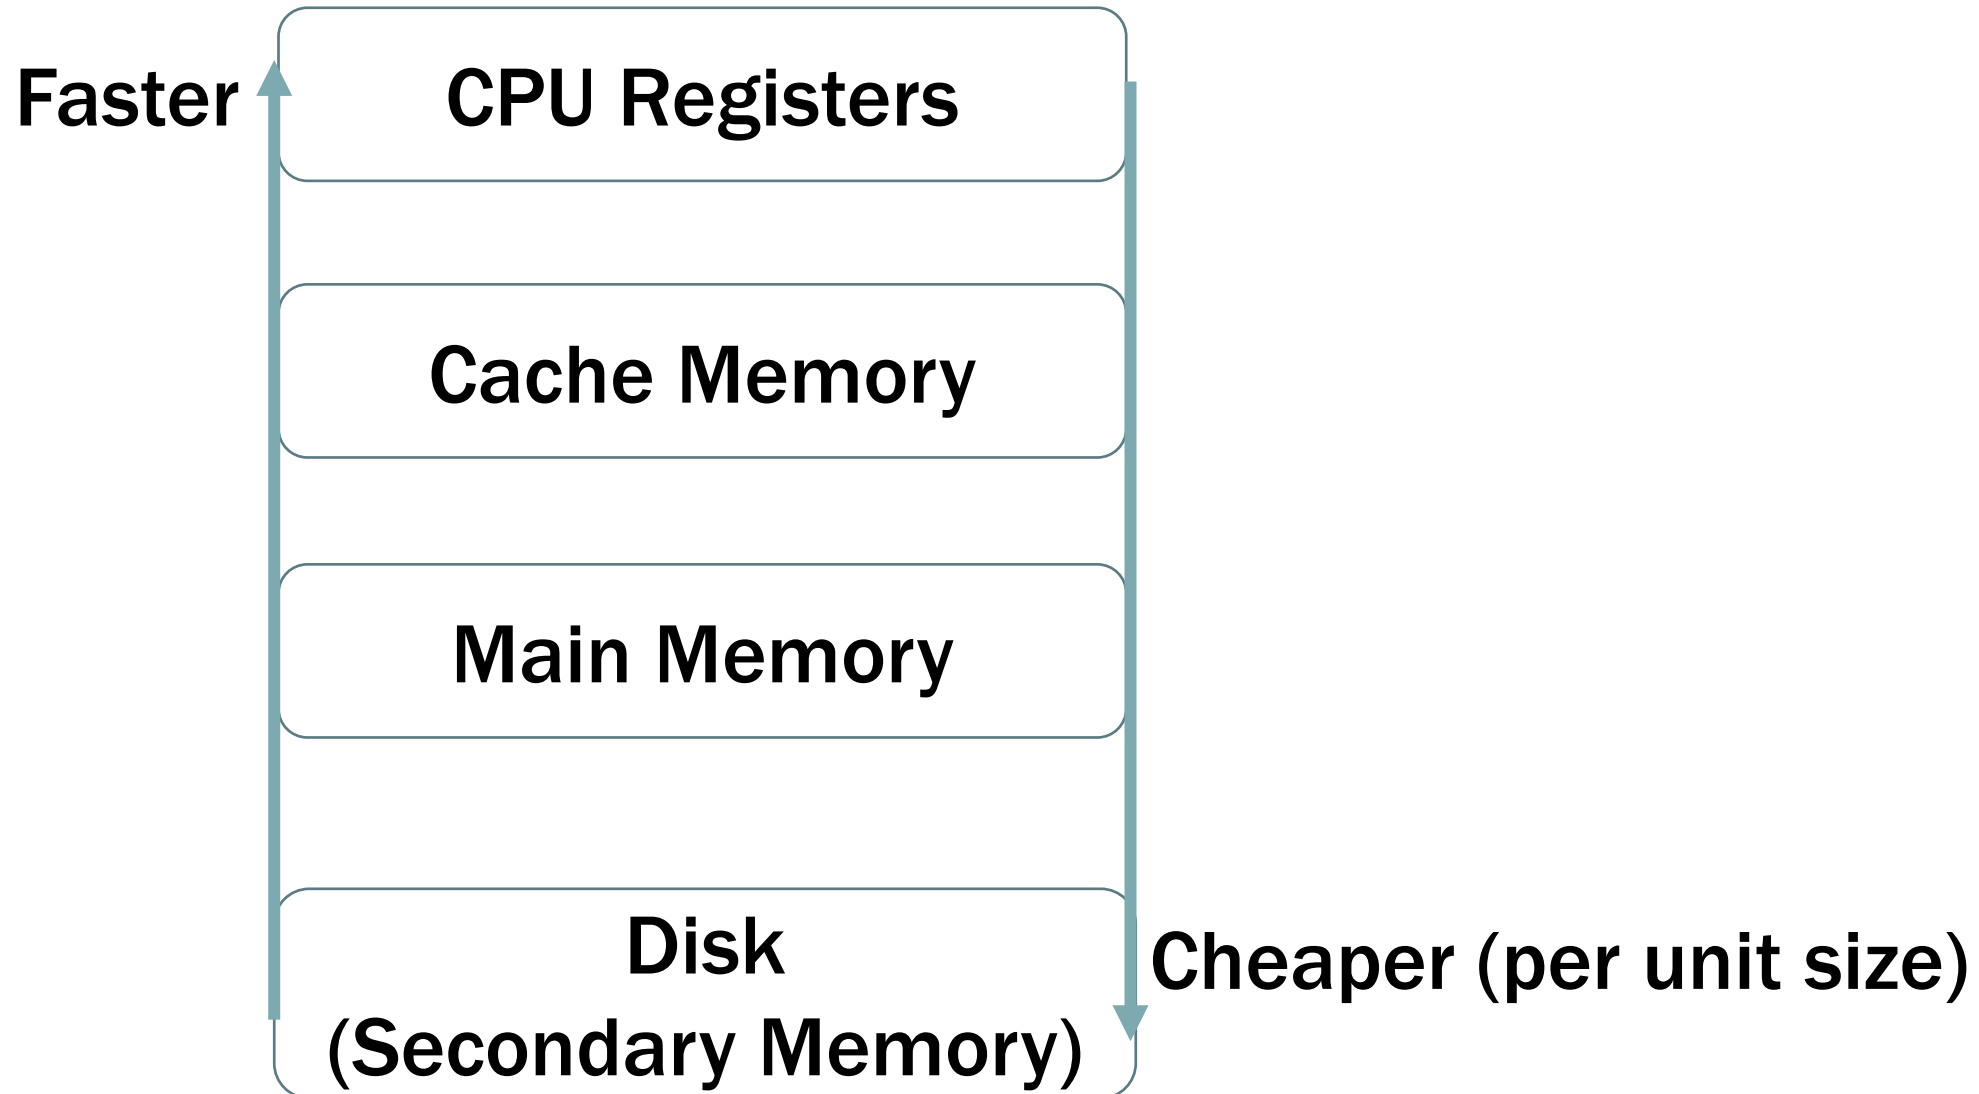 Faster
CPU Registers
Cache Memory
Main Memory
Disk
(Secondary Memory)
Cheaper (per unit size)